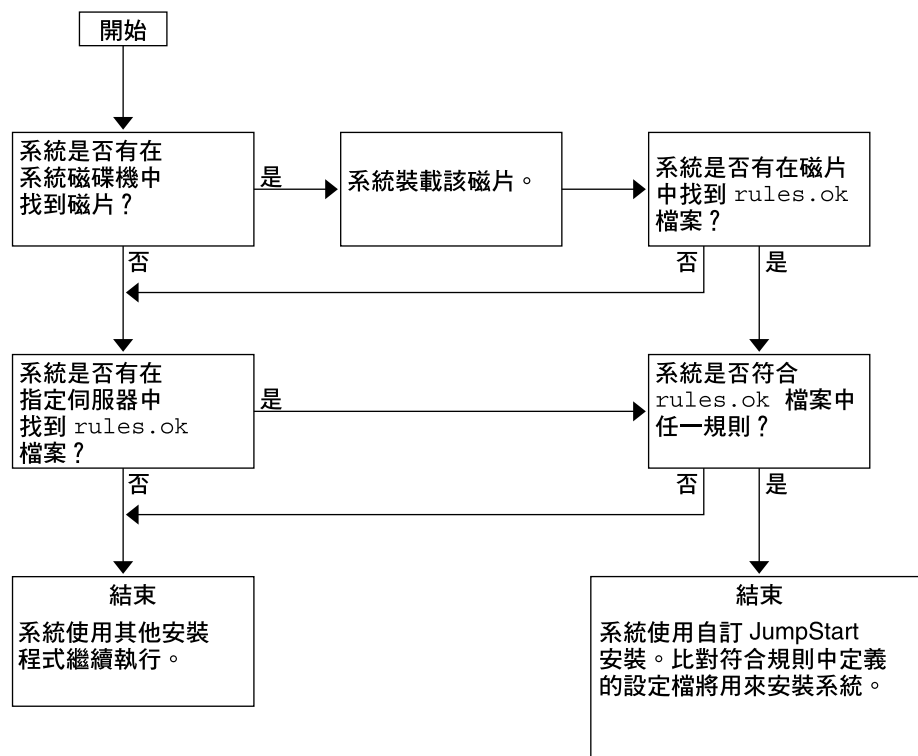 開始
系統是否有在
系統磁碟機中
找到磁片？
是
系統裝載該磁片。
系統是否有在磁片
中找到 rules.ok
檔案？
否
否
是
系統是否有在
指定伺服器中
找到 rules.ok
檔案？
是
系統是否符合
rules.ok 檔案中
任一規則？
否
否
是
結束
系統使用其他安裝
程式繼續執行。
結束
系統使用自訂 JumpStart
安裝。比對符合規則中定義
的設定檔將用來安裝系統。